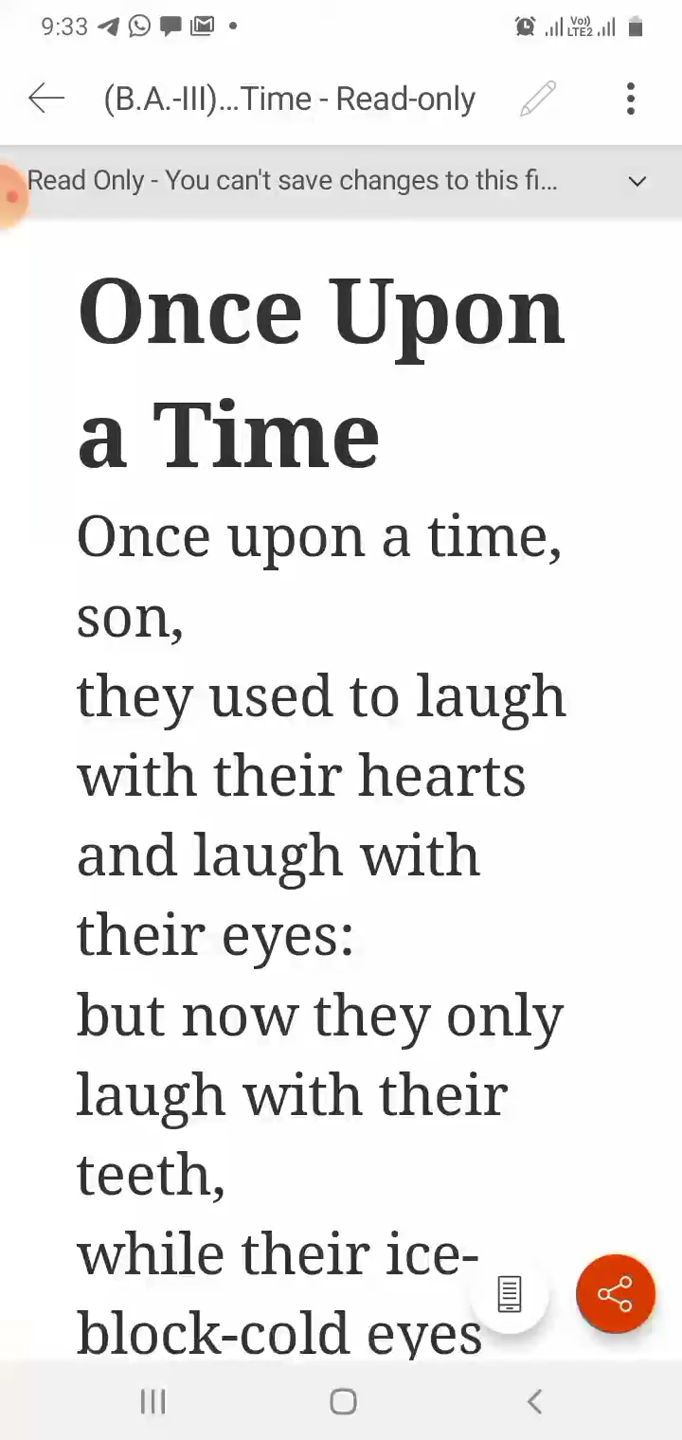 9:33
Vo))
LTE2
(B.A.-III)...Time - Read-only
Read Only - You can't save changes to this fi...
Once Upon
a Time
Once upon a time,
son,
they used to laugh
with their hearts
and laugh with
their eyes:
but now they only
laugh with their
teeth,
while their ice-
block-cold eyes